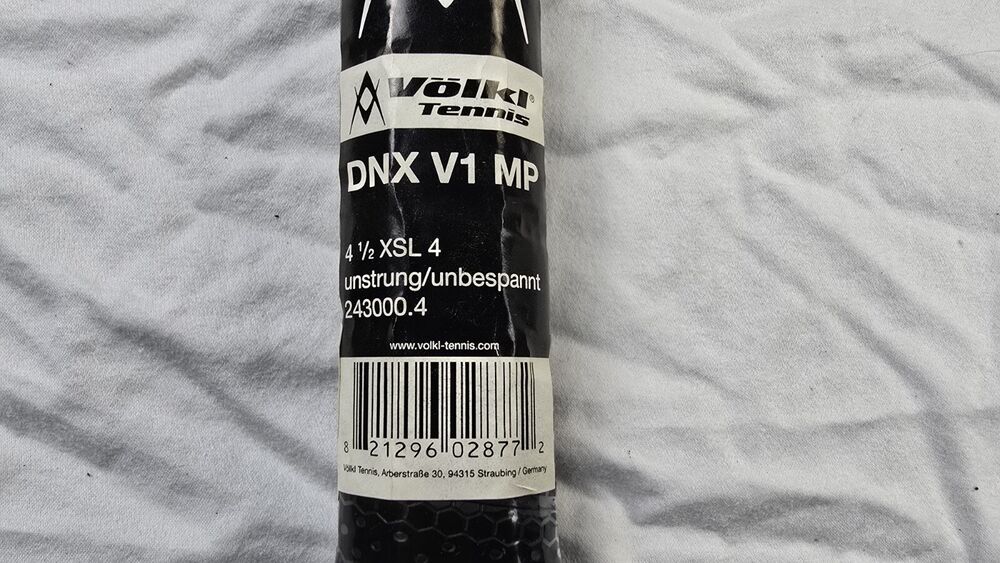 Völkl®
Tennis
DNX V1 MP
4 ½ XSL 4
unstrung/unbespannt
243000.4
www.volkl-tennis.com
8 21296 02877 2
Völkl Tennis, Arberstraße 30, 94315 Straubing / Germany